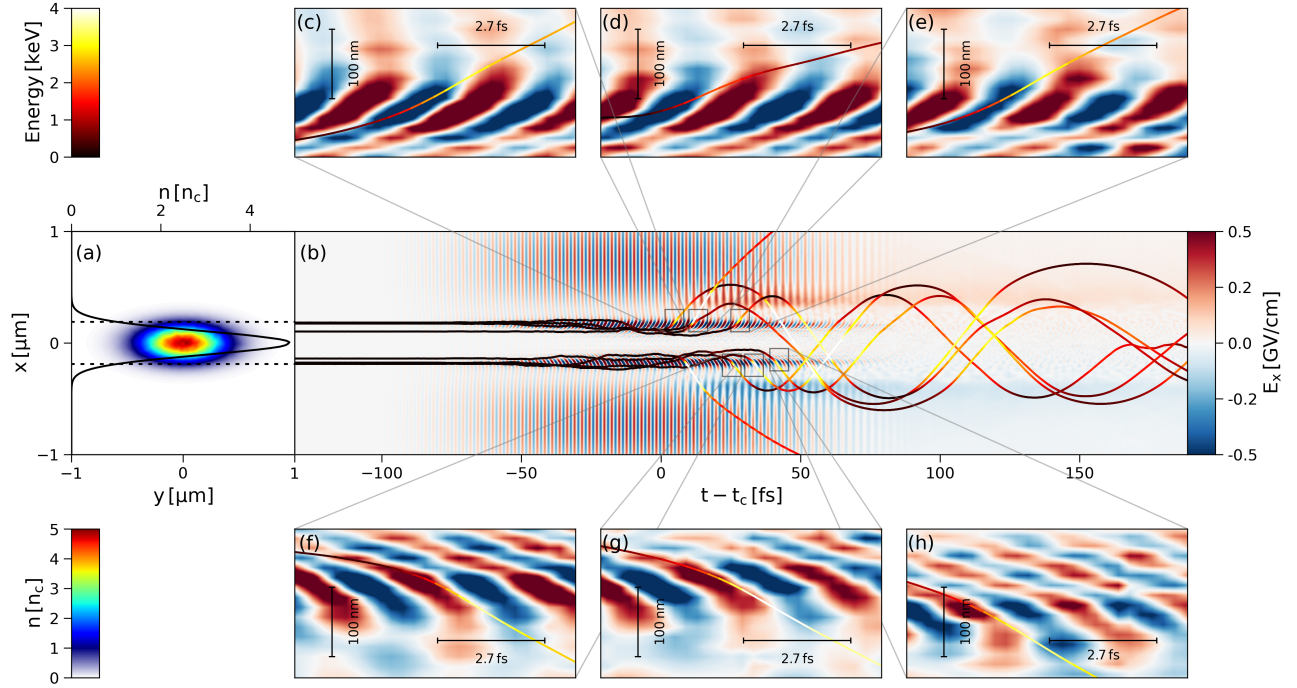 4
3
2
1
0
Energy [keV]
(c)
100 nm
2.7 fs
(d)
100 nm
2.7 fs
(e)
100 nm
2.7 fs
n [n_c]
0
2
4
1
0
−1
x [µm]
(a)
(b)
−1
0
1
y [µm]
−100
−50
0
50
100
150
t − t_c [fs]
0.5
0.2
0.0
-0.2
-0.5
E_x [GV/cm]
5
4
3
2
1
0
n [n_c]
(f)
100 nm
2.7 fs
(g)
100 nm
2.7 fs
(h)
100 nm
2.7 fs